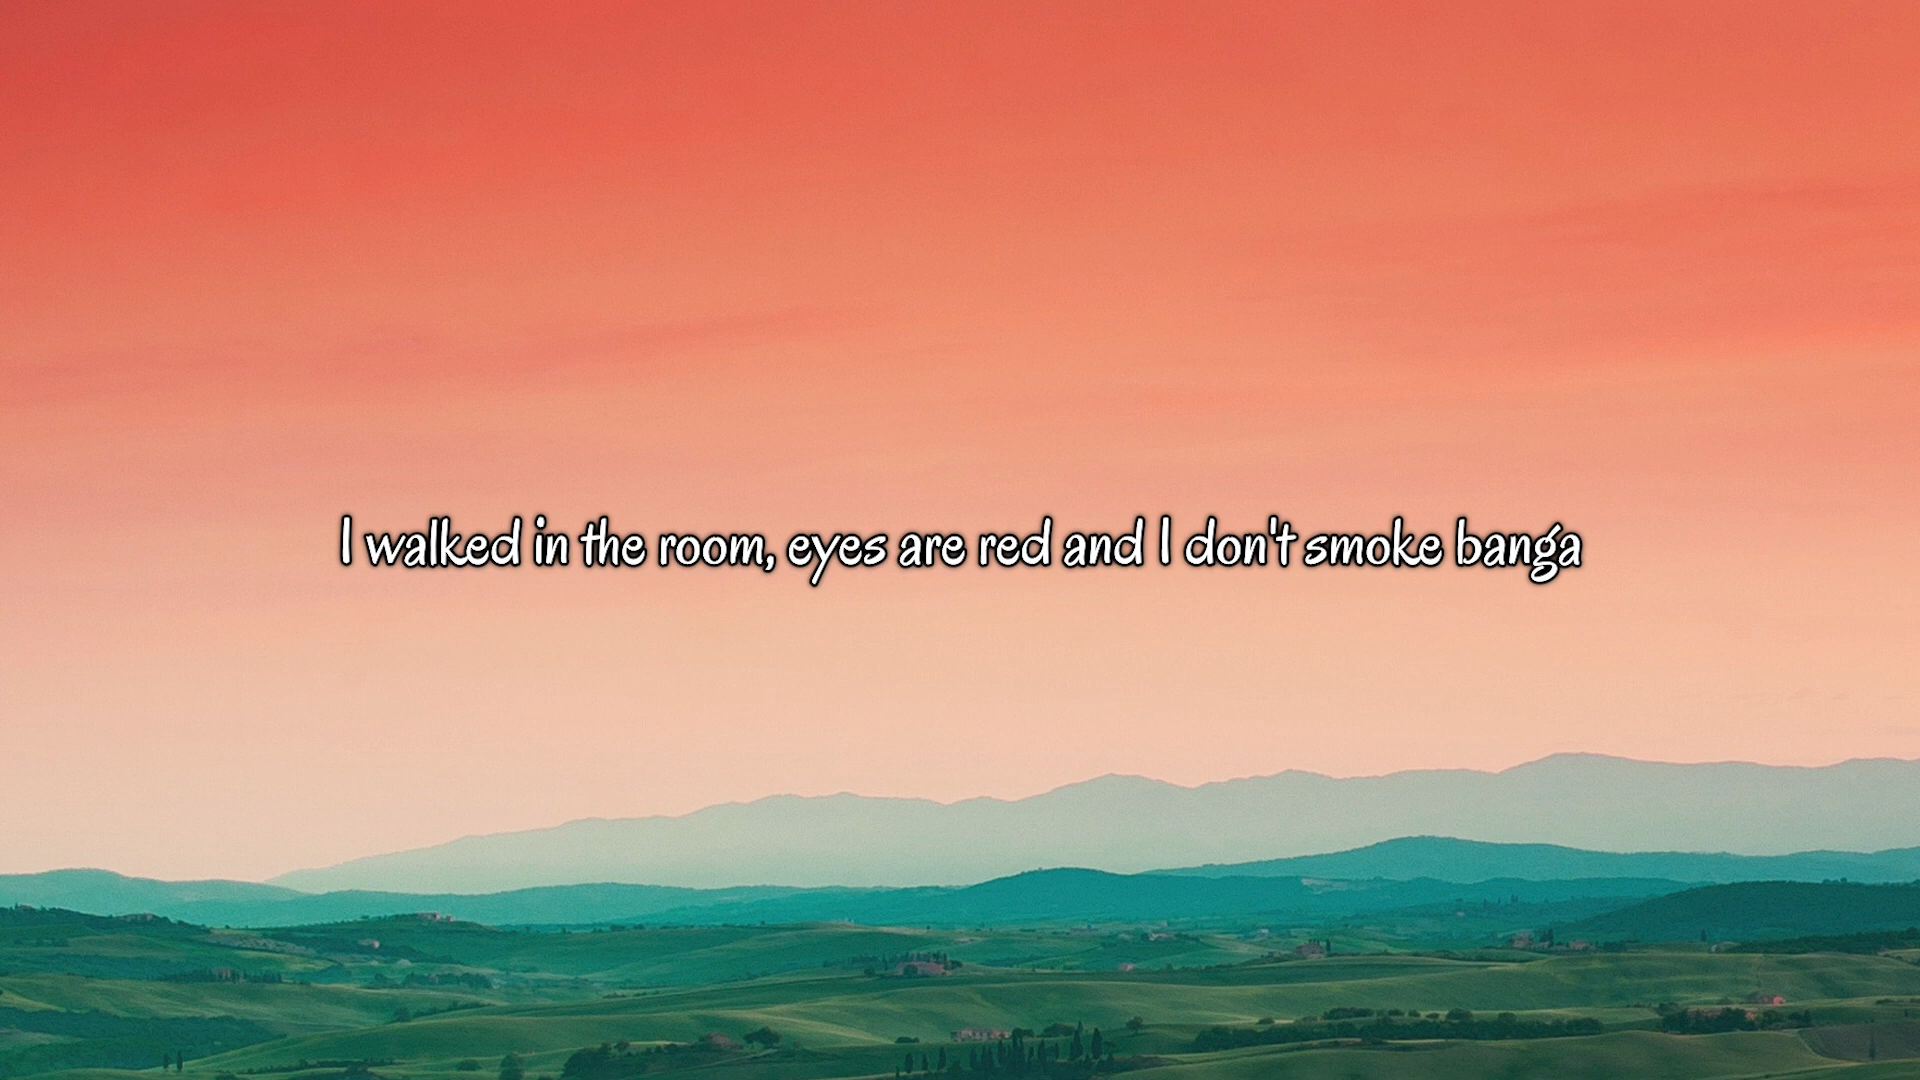 I walked in the room, eyes are red and I don't smoke banga